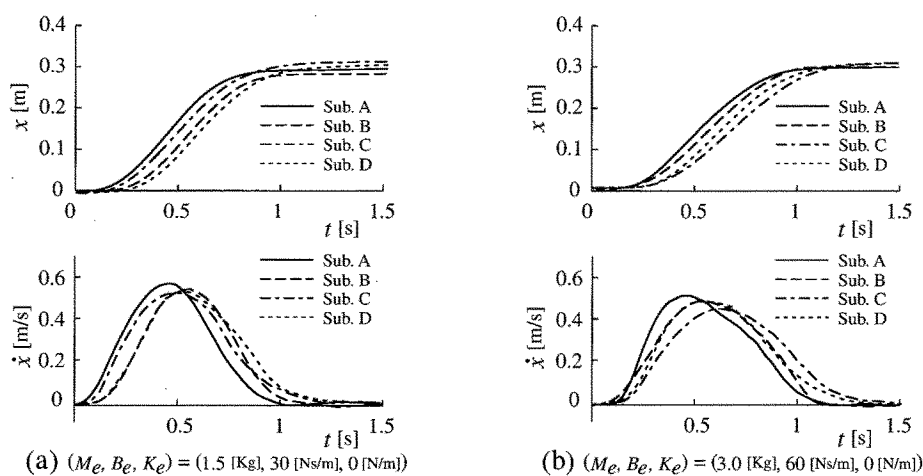 0.4
0.3
0.2
0.1
0
x [m]
Sub. A
Sub. B
Sub. C
Sub. D
0
0.5
1
1.5
t [s]
0.4
0.3
0.2
0.1
0
x [m]
Sub. A
Sub. B
Sub. C
Sub. D
0
0.5
1
1.5
t [s]
0.6
0.4
0.2
0
ẋ [m/s]
Sub. A
Sub. B
Sub. C
Sub. D
0.5
1
1.5
t [s]
0.6
0.4
0.2
0
ẋ [m/s]
Sub. A
Sub. B
Sub. C
Sub. D
0.5
1
1.5
t [s]
(a) (Me, Be, Ke) = (1.5 [Kg], 30 [Ns/m], 0 [N/m])
(b) (Me, Be, Ke) = (3.0 [Kg], 60 [Ns/m], 0 [N/m])